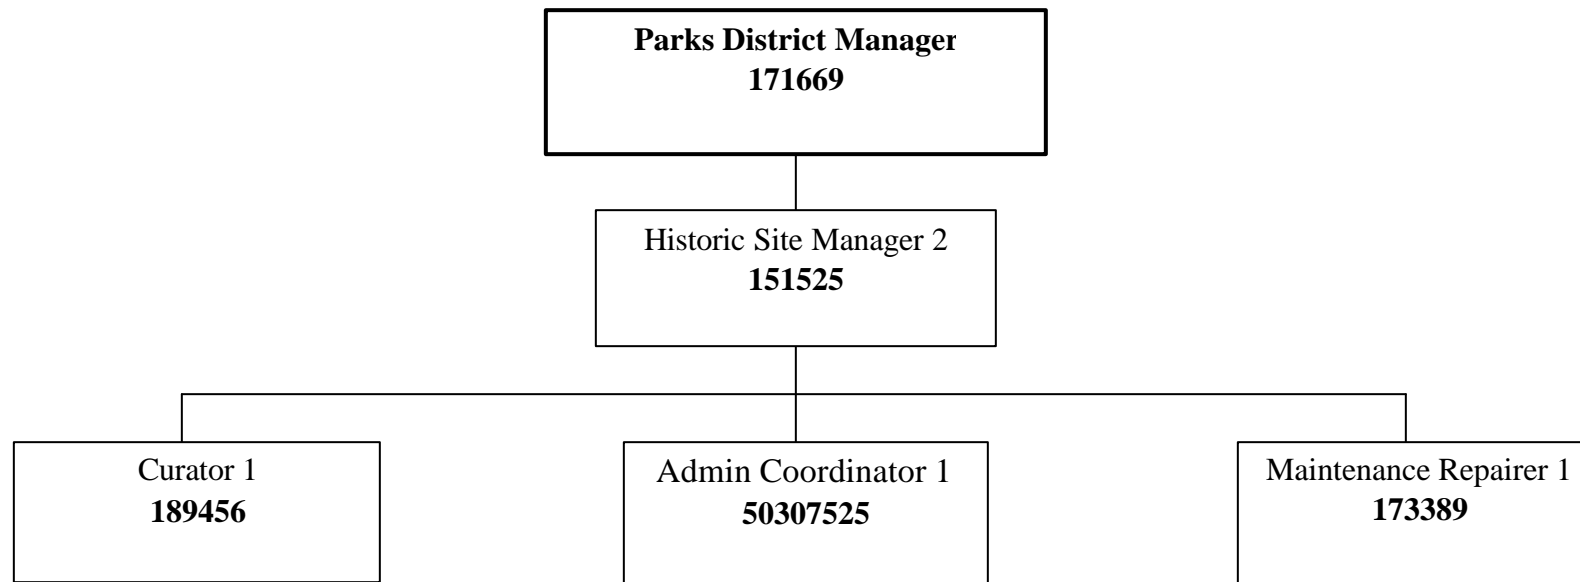 Parks District Manager
171669
Historic Site Manager 2
151525
Curator 1
189456
Admin Coordinator 1
50307525
Maintenance Repairer 1
173389